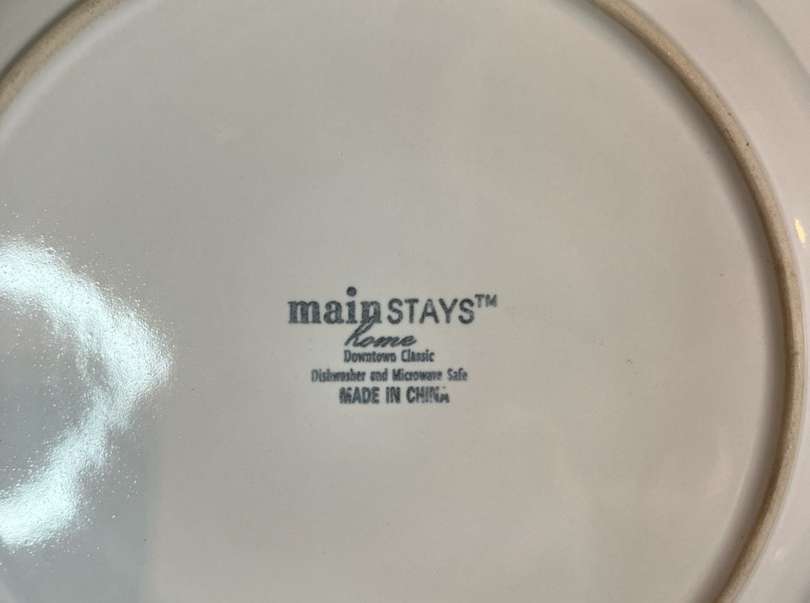 mainSTAYS™
home
Downtown Classic
Dishwasher and Microwave Safe
MADE IN CHINA